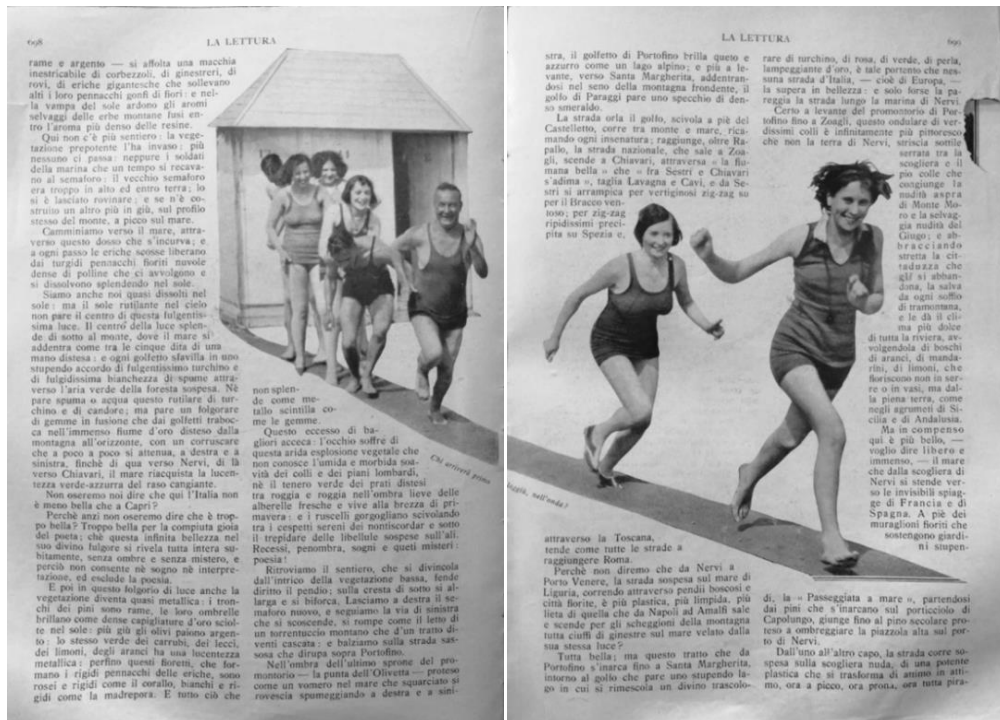 698
LA LETTURA
rame e argento — si affolta una macchia
inestricabile di corbezzoli, di ginestreri, di
rovi, di eriche gigantesche che sollevano
alti i loro pennacchi gonfi di fiori: e nel-
la vampa del sole ardono gli aromi
selvaggi delle erbe montane fusi en-
tro l'aroma più denso delle resine.
Qui non c'è più sentiero: la vege-
tazione prepotente l'ha invaso: più
nessuno ci passa: neppure i soldati
della marina che un tempo si recava-
no al semaforo: il vecchio semaforo
era troppo in alto ed entro terra; lo
si è lasciato rovinare; e se n'è co-
struito un altro più in giù, sul profilo
stesso del monte, a picco sul mare.
Camminiamo verso il mare, attra-
verso questo dosso che s'incurva; e
a ogni passo le eriche scosse liberano
dai turgidi pennacchi fioriti nuvole
dense di polline che ci avvolgono e
si dissolvono splendendo nel sole.
Siamo anche noi quasi dissolti nel
sole: ma il sole rutilante nel cielo
non pare il centro di questa fulgentis-
sima luce. Il centro della luce splen-
de di sotto al monte, dove il mare si
addentra come tra le cinque dita di una
mano distesa: e ogni golfetto sfavilla in uno
stupendo accordo di fulgentissimo turchino e
di fulgidissima bianchezza di spume attra-
verso l'aria verde della foresta sospesa. Nè
pare spuma o acqua questo rutilare di tur-
chino e di candore; ma pare un folgorare
di gemme in fusione che dai golfetti traboc-
ca nell'immenso fiume d'oro disteso dalla
montagna all'orizzonte, con un corruscare
che a poco a poco si attenua, a destra e a
sinistra, finchè di qua verso Nervi, di là
verso Chiavari, il mare riacquista la lucen-
tezza verde-azzurra del raso cangiante.
Non oseremo noi dire che qui l'Italia non
è meno bella che a Capri?
Perchè anzi non oseremo dire che è trop-
po bella? Troppo bella per la compiuta gioia
del poeta; chè questa infinita bellezza nel
suo divino fulgore si rivela tutta intera su-
bitamente, senza ombre e senza mistero, e
perciò non consente nè sogno nè interpre-
tazione, ed esclude la poesia.
E poi in questo folgorio di luce anche la
vegetazione diventa quasi metallica: i tron-
chi dei pini sono rame, le loro ombrelle
brillano come dense capigliature d'oro sciol-
te nel sole: più giù gli olivi paiono argen-
to: lo stesso verde dei carrubi, dei lecci,
dei limoni, degli aranci ha una lucentezza
metallica: perfino questi fioretti, che for-
mano i rigidi pennacchi delle eriche, sono
rosei e rigidi come il corallo, bianchi e ri-
gidi come la madrepora. E tutto ciò che
non splen-
de come me-
tallo scintilla co-
me le gemme.
Questo eccesso di ba-
gliori acceca: l'occhio soffre di
questa arida esplosione vegetale che
non conosce l'umida e morbida soa-
vità dei colli e dei piani lombardi,
nè il tenero verde dei prati distesi
tra roggia e roggia nell'ombra lieve delle
alberelle fresche e vive alla brezza di pri-
mavera: e i ruscelli gorgogliano scivolando
tra i cespetti sereni dei nontiscordar e sotto
il trepidare delle libellule sospese sull'ali.
Recessi, penombra, sogni e queti misteri:
poesia!
Ritroviamo il sentiero, che si divincola
dall'intrico della vegetazione bassa, fende
diritto il pendio; sulla cresta di sotto si al-
larga e si biforca. Lasciamo a destra il se-
maforo nuovo, e seguiamo la via di sinistra
che si scoscende, si rompe come il letto di
un torrentuccio montano che d'un tratto di-
venti cascata: e balziamo sulla strada sas-
sosa che dirupa sopra Portofino.
Nell'ombra dell'ultimo sprone del pro-
montorio — la punta dell'Olivetta — proteso
come un vomero nel mare che squarciato si
rovescia spumeggiando a destra e a sini-
Chi arriverà primo
LA LETTURA
699
stra, il golfetto di Portofino brilla queto e
azzurro come un lago alpino; e più a le-
vante, verso Santa Margherita, addentran-
dosi nel seno della montagna frondente, il
golfo di Paraggi pare uno specchio di den-
so smeraldo.
La strada orla il golfo, scivola a piè del
Castelletto, corre tra monte e mare, rica-
mando ogni insenatura; raggiunge, oltre Ra-
pallo, la strada nazionale, che sale a Zoa-
gli, scende a Chiavari, attraversa « la fiu-
mana bella » che « fra Sestri e Chiavari
s'adima », taglia Lavagna e Cavi, e da Se-
stri si arrampica per vertiginosi zig-zag su
per il Bracco ven-
toso; per zig-zag
ripidissimi preci-
pita su Spezia e,
laggiù, nell'onda?
attraverso la Toscana,
tende come tutte le strade a
raggiungere Roma.
Perchè non diremo che da Nervi a
Porto Venere, la strada sospesa sul mare di
Liguria, correndo attraverso pendii boscosi e
città fiorite, è più plastica, più limpida, più
lieta di quella che da Napoli ad Amalfi sale
e scende per gli scheggioni della montagna
tutta ciuffi di ginestre sul mare velato dalla
sua stessa luce?
Tutta bella; ma questo tratto che da
Portofino s'inarca fino a Santa Margherita,
intorno al golfo che pare uno stupendo la-
go in cui si rimescola un divino trascolo-
rare di turchino, di rosa, di verde, di perla,
lampeggiante d'oro, è tale portento che nes-
suna strada d'Italia, — cioè di Europa, —
la supera in bellezza: e solo forse la pa-
reggia la strada lungo la marina di Nervi.
Certo a levante del promontorio di Por-
tofino fino a Zoagli, questo ondulare di ver-
dissimi colli è infinitamente più pittoresco
che non la terra di Nervi, striscia sottile
serrata tra la
scogliera e il
pio colle che
congiunge la
nudità aspra
di Monte Mo-
ro e la selvag-
gia nudità del
Giugo; e ab-
bracciando
stretta la cit-
taduzza che
gli si abban-
dona, la salva
da ogni soffio
di tramontana,
e le dà il cli-
ma più dolce
di tutta la riviera, av-
volgendola di boschi
di aranci, di manda-
rini, di limoni, che
fioriscono non in ser-
re o in vasi, ma dal-
la piena terra, come
negli agrumeti di Si-
cilia e di Andalusia.
Ma in compenso
qui è più bello, —
voglio dire libero e
immenso, — il mare
che dalla scogliera di
Nervi si stende ver-
so le invisibili spiag-
ge di Francia e di
Spagna. A piè dei
muraglioni fioriti che
sostengono giardi-
ni stupen-
di, la « Passeggiata a mare », partendosi
dai pini che s'inarcano sul porticciolo di
Capolungo, giunge fino al pino secolare pro-
teso a ombreggiare la piazzola alta sul por-
to di Nervi.
Dall'uno all'altro capo, la strada corre so-
spesa sulla scogliera nuda, di una potente
plastica che si trasforma di attimo in atti-
mo, ora a picco, ora prona, ora tutta pira-